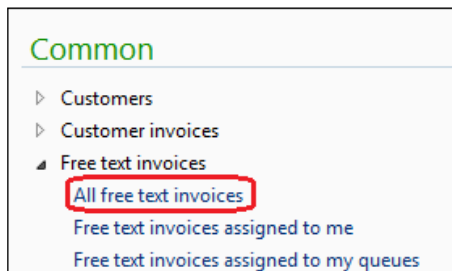 Common
Customers
Customer invoices
Free text invoices
All free text invoices
Free text invoices assigned to me
Free text invoices assigned to my queues